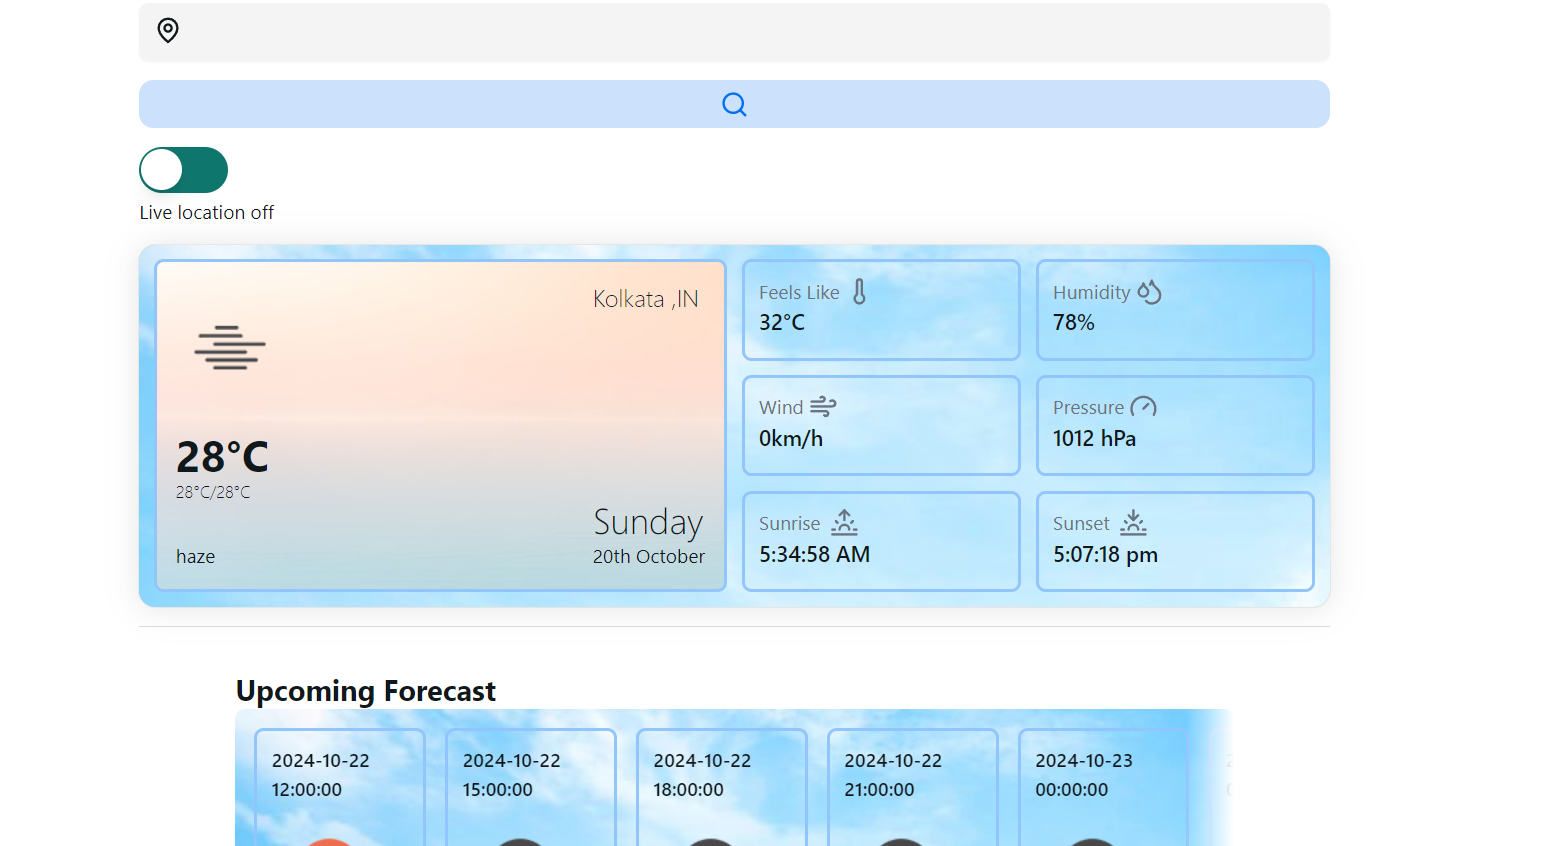 Live location off
Kolkata ,IN
28°C
28°C/28°C
haze
Sunday
20th October
Feels Like
32°C
Humidity
78%
Wind
0km/h
Pressure
1012 hPa
Sunrise
5:34:58 AM
Sunset
5:07:18 pm
Upcoming Forecast
2024-10-22
12:00:00
2024-10-22
15:00:00
2024-10-22
18:00:00
2024-10-22
21:00:00
2024-10-23
00:00:00